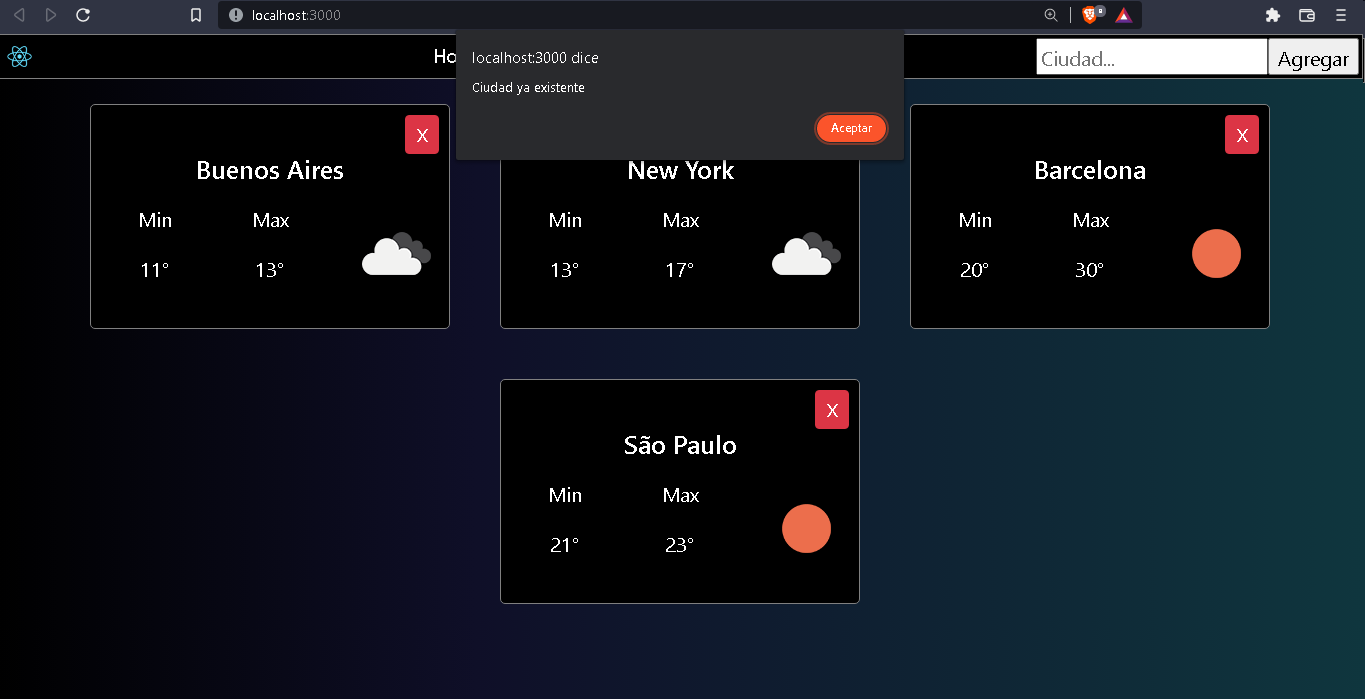 localhost:3000
localhost:3000 dice
Ciudad ya existente
Aceptar
Ciudad...
Agregar
X
Buenos Aires
Min Max
11° 13°
New York
Min Max
13° 17°
X
Barcelona
Min Max
20° 30°
X
São Paulo
Min Max
21° 23°